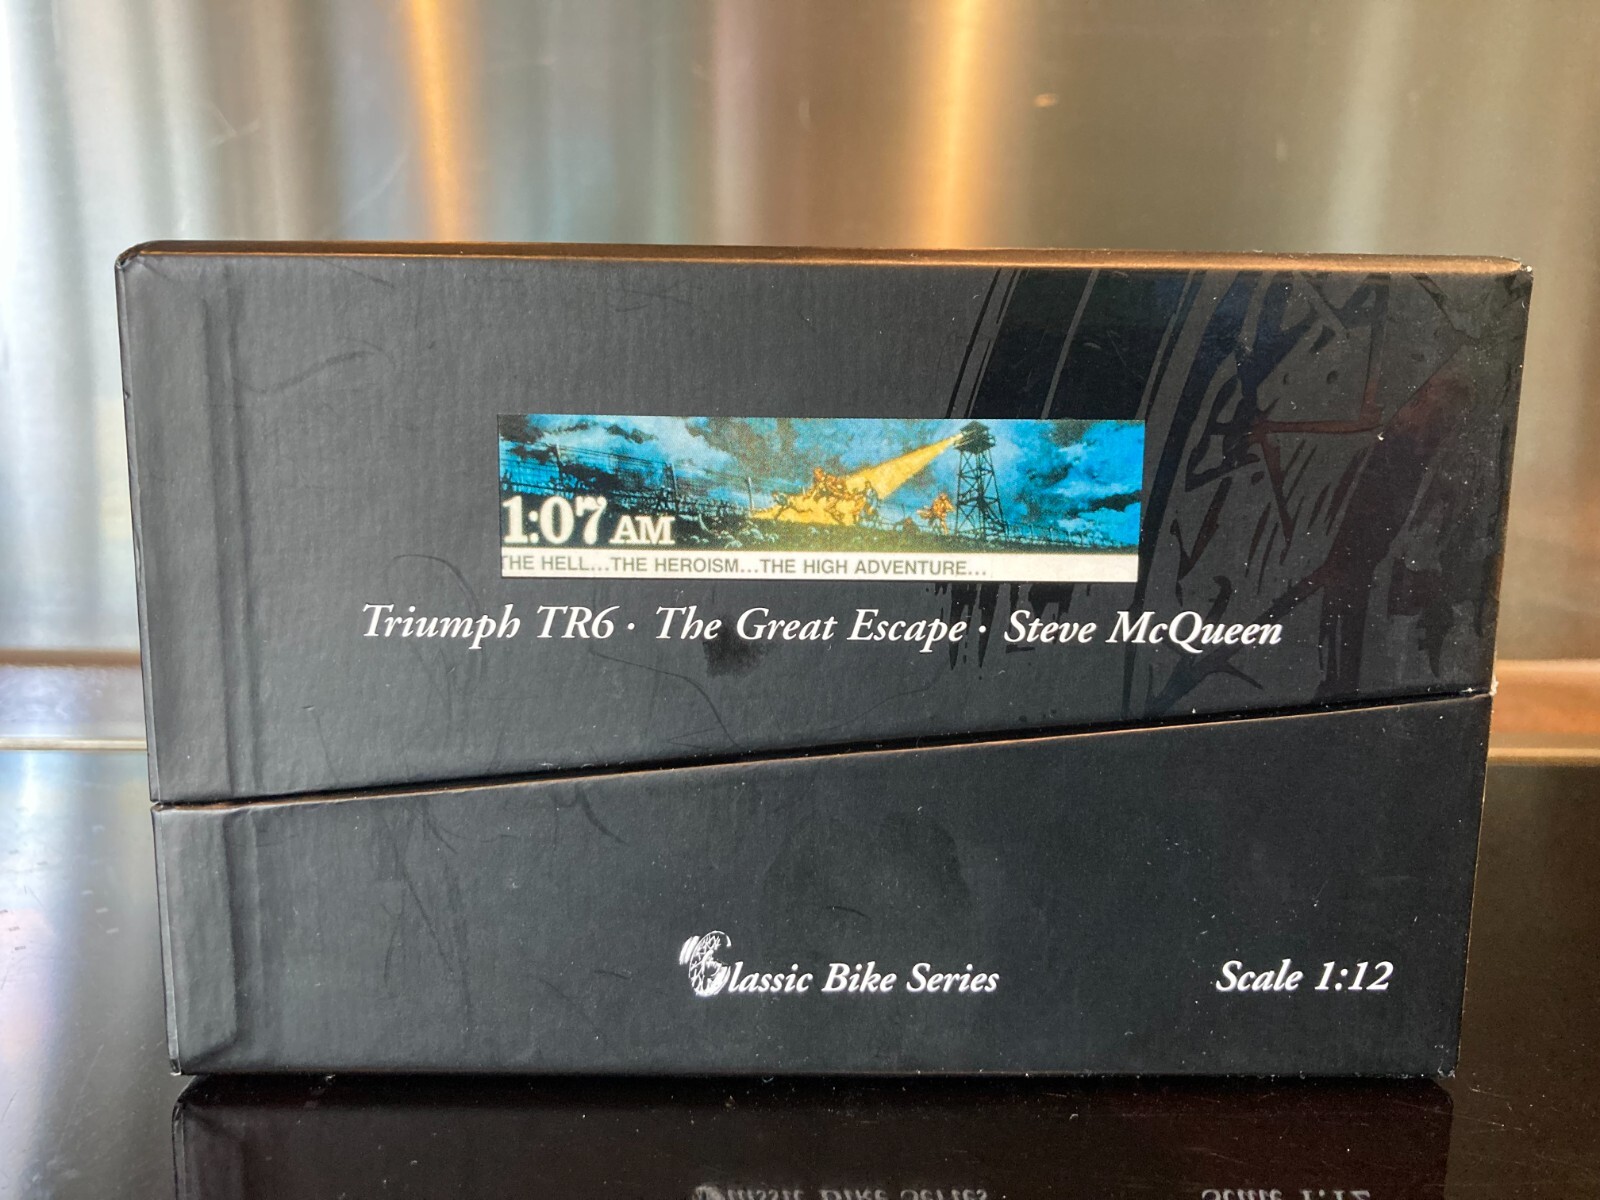 1:07 AM
THE HELL...THE HEROISM...THE HIGH ADVENTURE...
Triumph TR6 · The Great Escape · Steve McQueen
Classic Bike Series
Scale 1:12